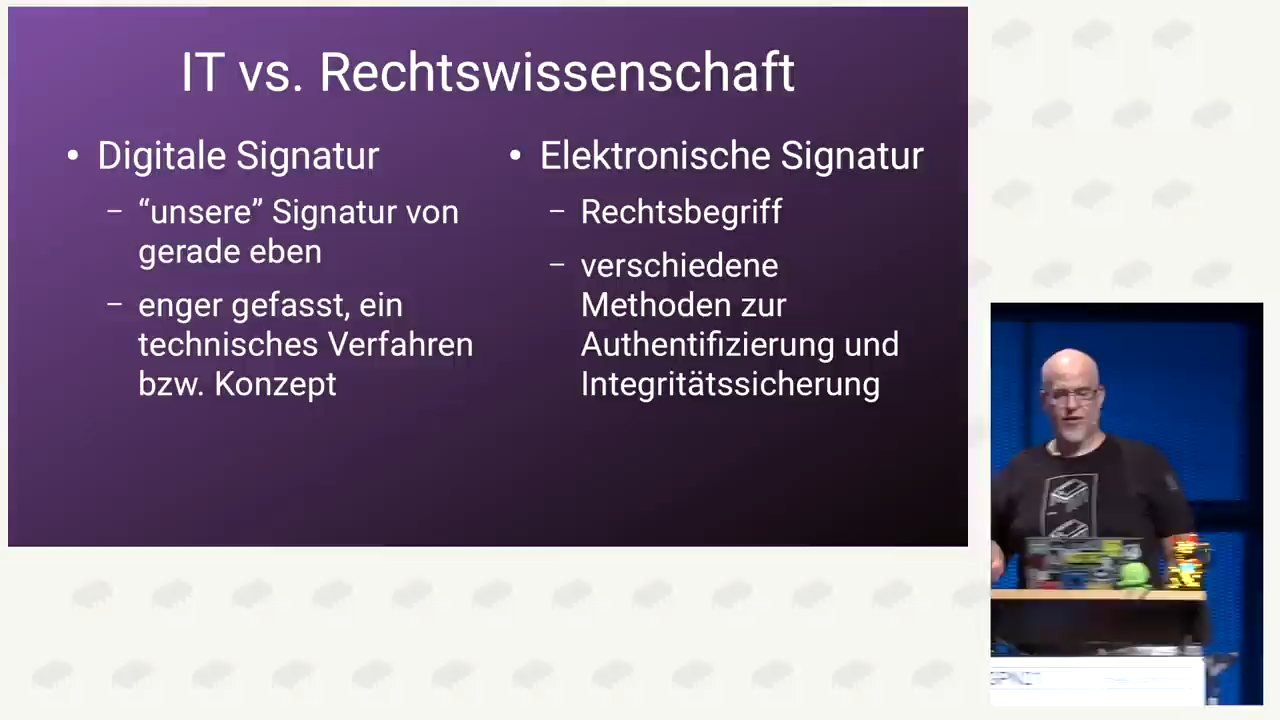 IT vs. Rechtswissenschaft
• Digitale Signatur
– “unsere” Signatur von
gerade eben
– enger gefasst, ein
technisches Verfahren
bzw. Konzept
• Elektronische Signatur
– Rechtsbegriff
– verschiedene
Methoden zur
Authentifizierung und
Integritätssicherung